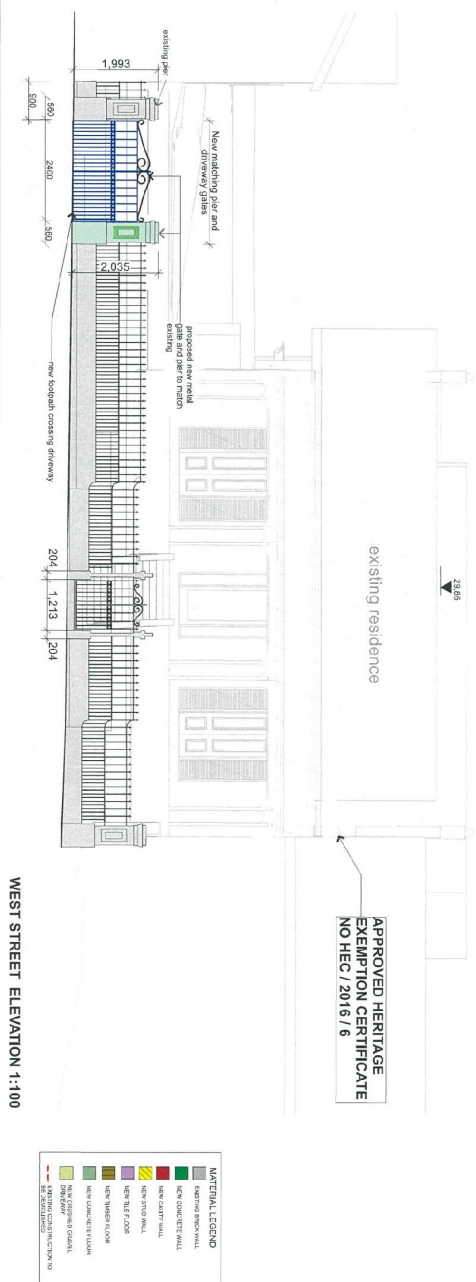 1,993
existing pier
560
900
2400
560
New matching pier and
driveway gates
2,035
proposed new metal
gate and pier to match
existing
new footpath crossing driveway
204
1,213
204
existing residence
29.86
APPROVED HERITAGE
EXEMPTION CERTIFICATE
NO HEC / 2016 / 6
WEST STREET ELEVATION 1:100
MATERIAL LEGEND
EXISTING BRICK WALL
NEW CONCRETE WALL
NEW CAVITY WALL
NEW STUD WALL
NEW TILE FLOOR
NEW TIMBER FLOOR
NEW CONCRETE FLOOR
NEW CRUSHED GRAVEL
DRIVEWAY
EXISTING CONSTRUCTION TO
BE DEMOLISHED